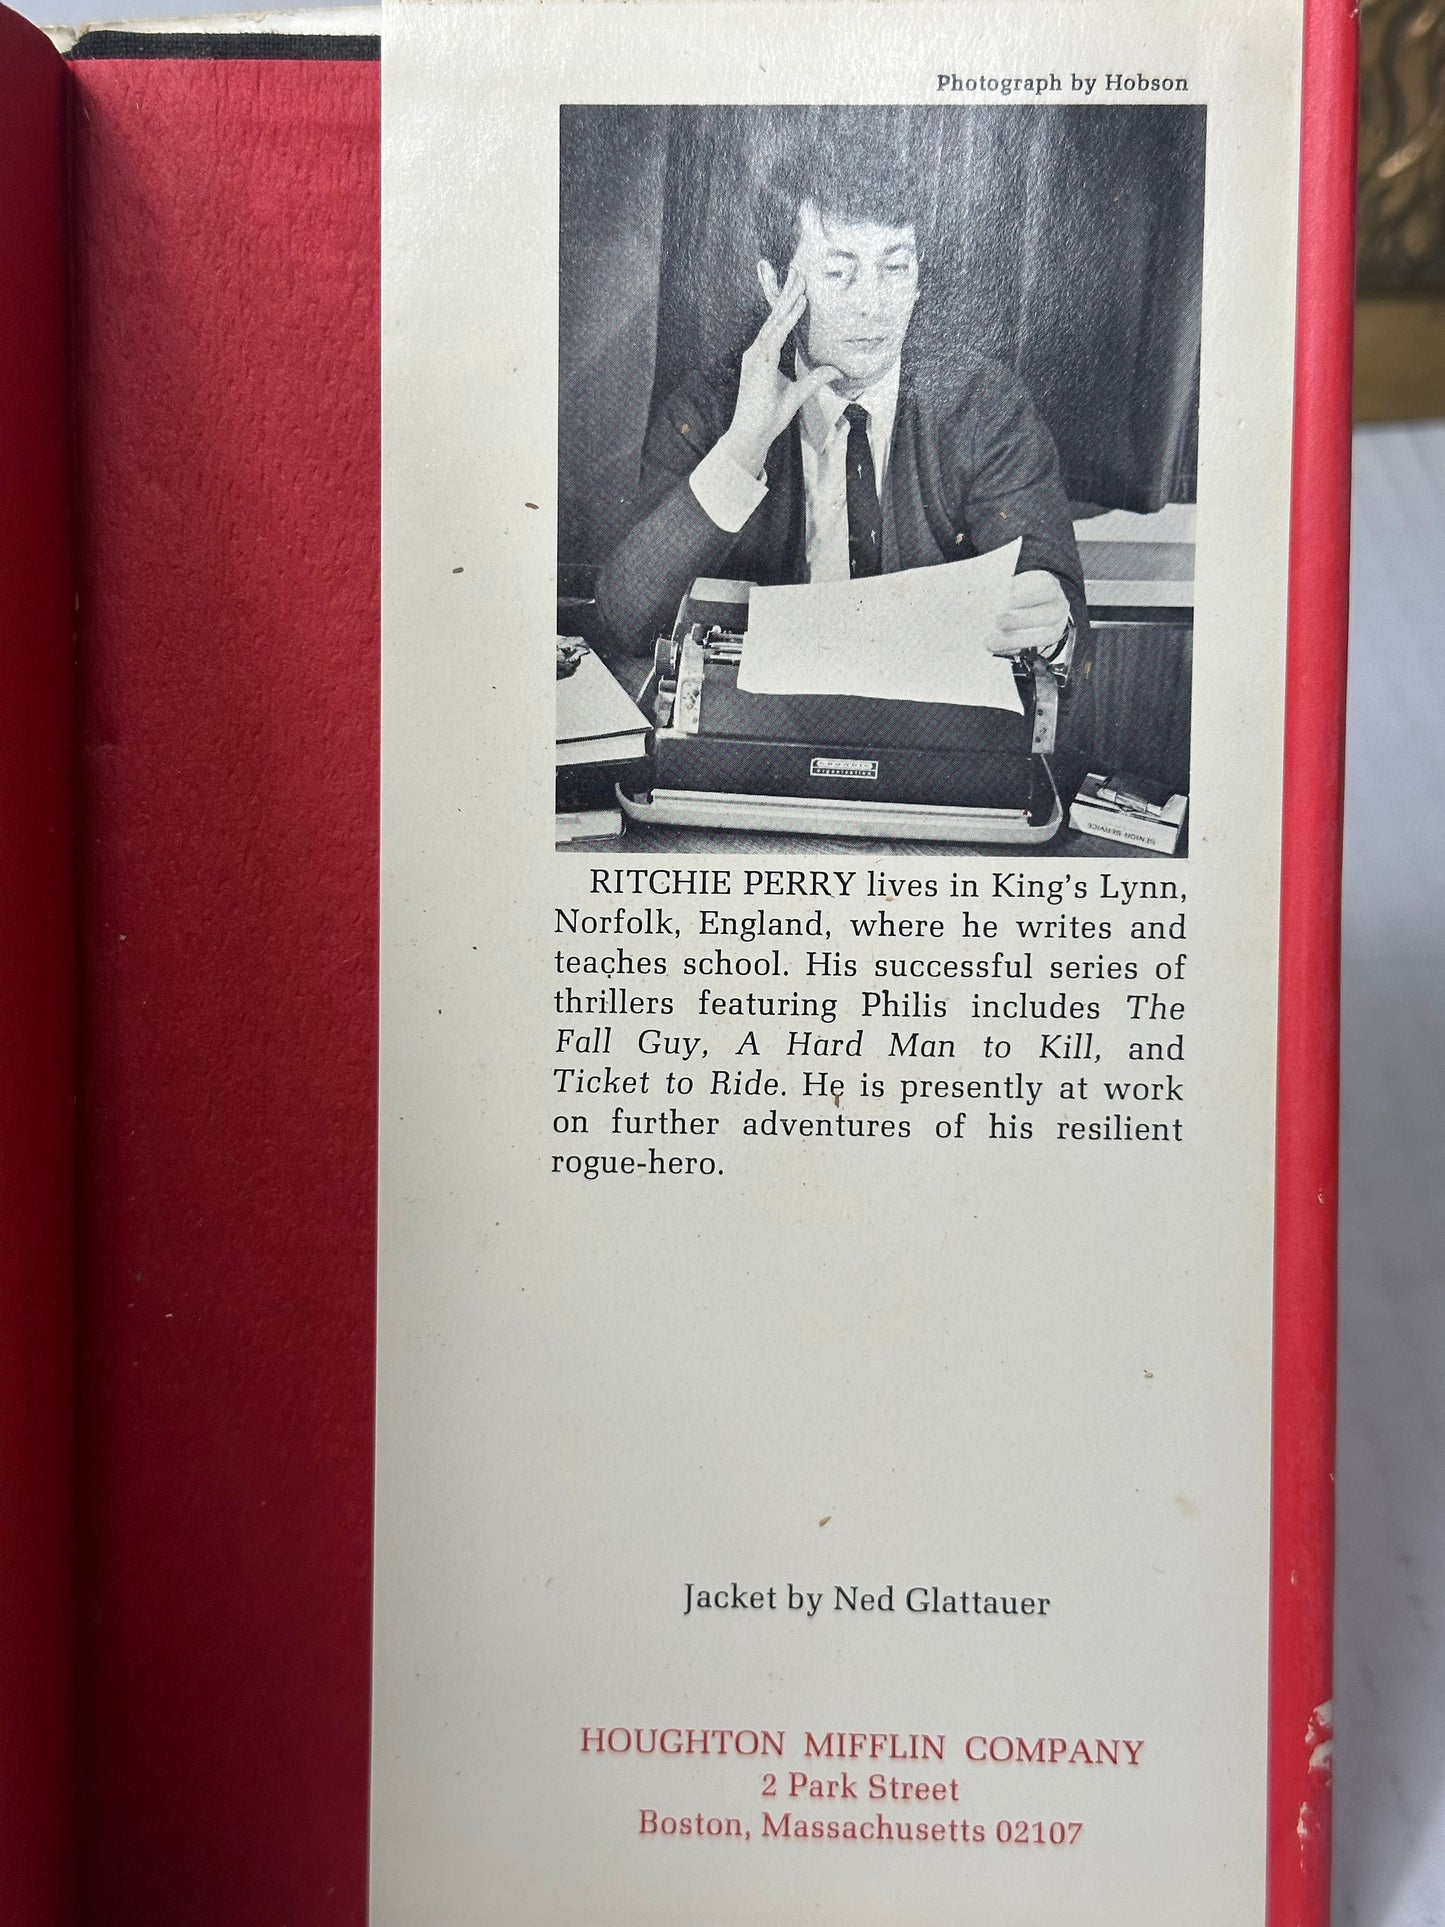 Photograph by Hobson
organisation
SENIOR SERVICE
RITCHIE PERRY lives in King's Lynn,
Norfolk, England, where he writes and
teaches school. His successful series of
thrillers featuring Philis includes The
Fall Guy, A Hard Man to Kill, and
Ticket to Ride. He is presently at work
on further adventures of his resilient
rogue-hero.
Jacket by Ned Glattauer
HOUGHTON MIFFLIN COMPANY
2 Park Street
Boston, Massachusetts 02107